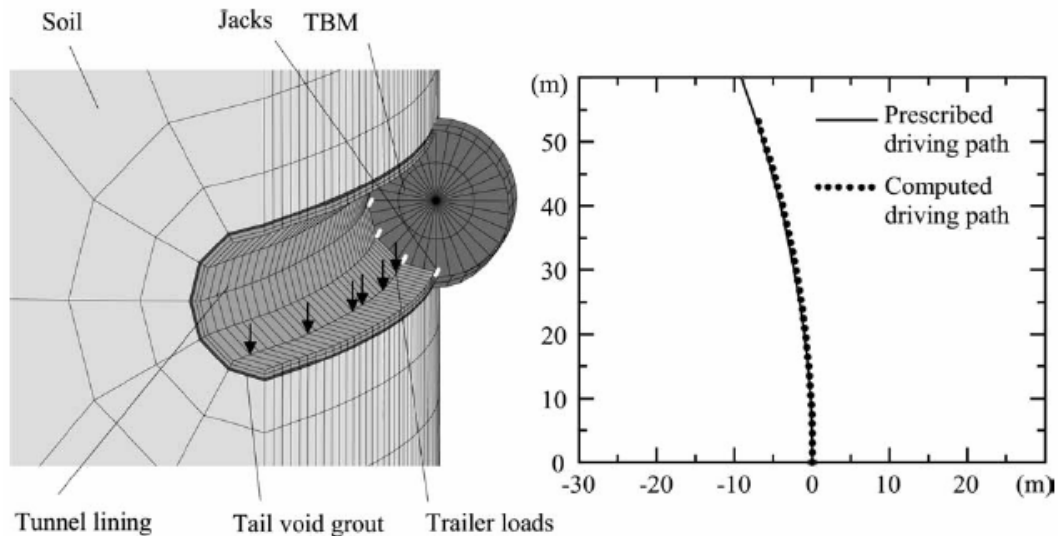 Soil
Jacks
TBM
Tunnel lining
Tail void grout
Trailer loads
(m)
50
40
30
20
10
0
-30
-20
-10
0
10
20
(m)
Prescribed
driving path
Computed
driving path